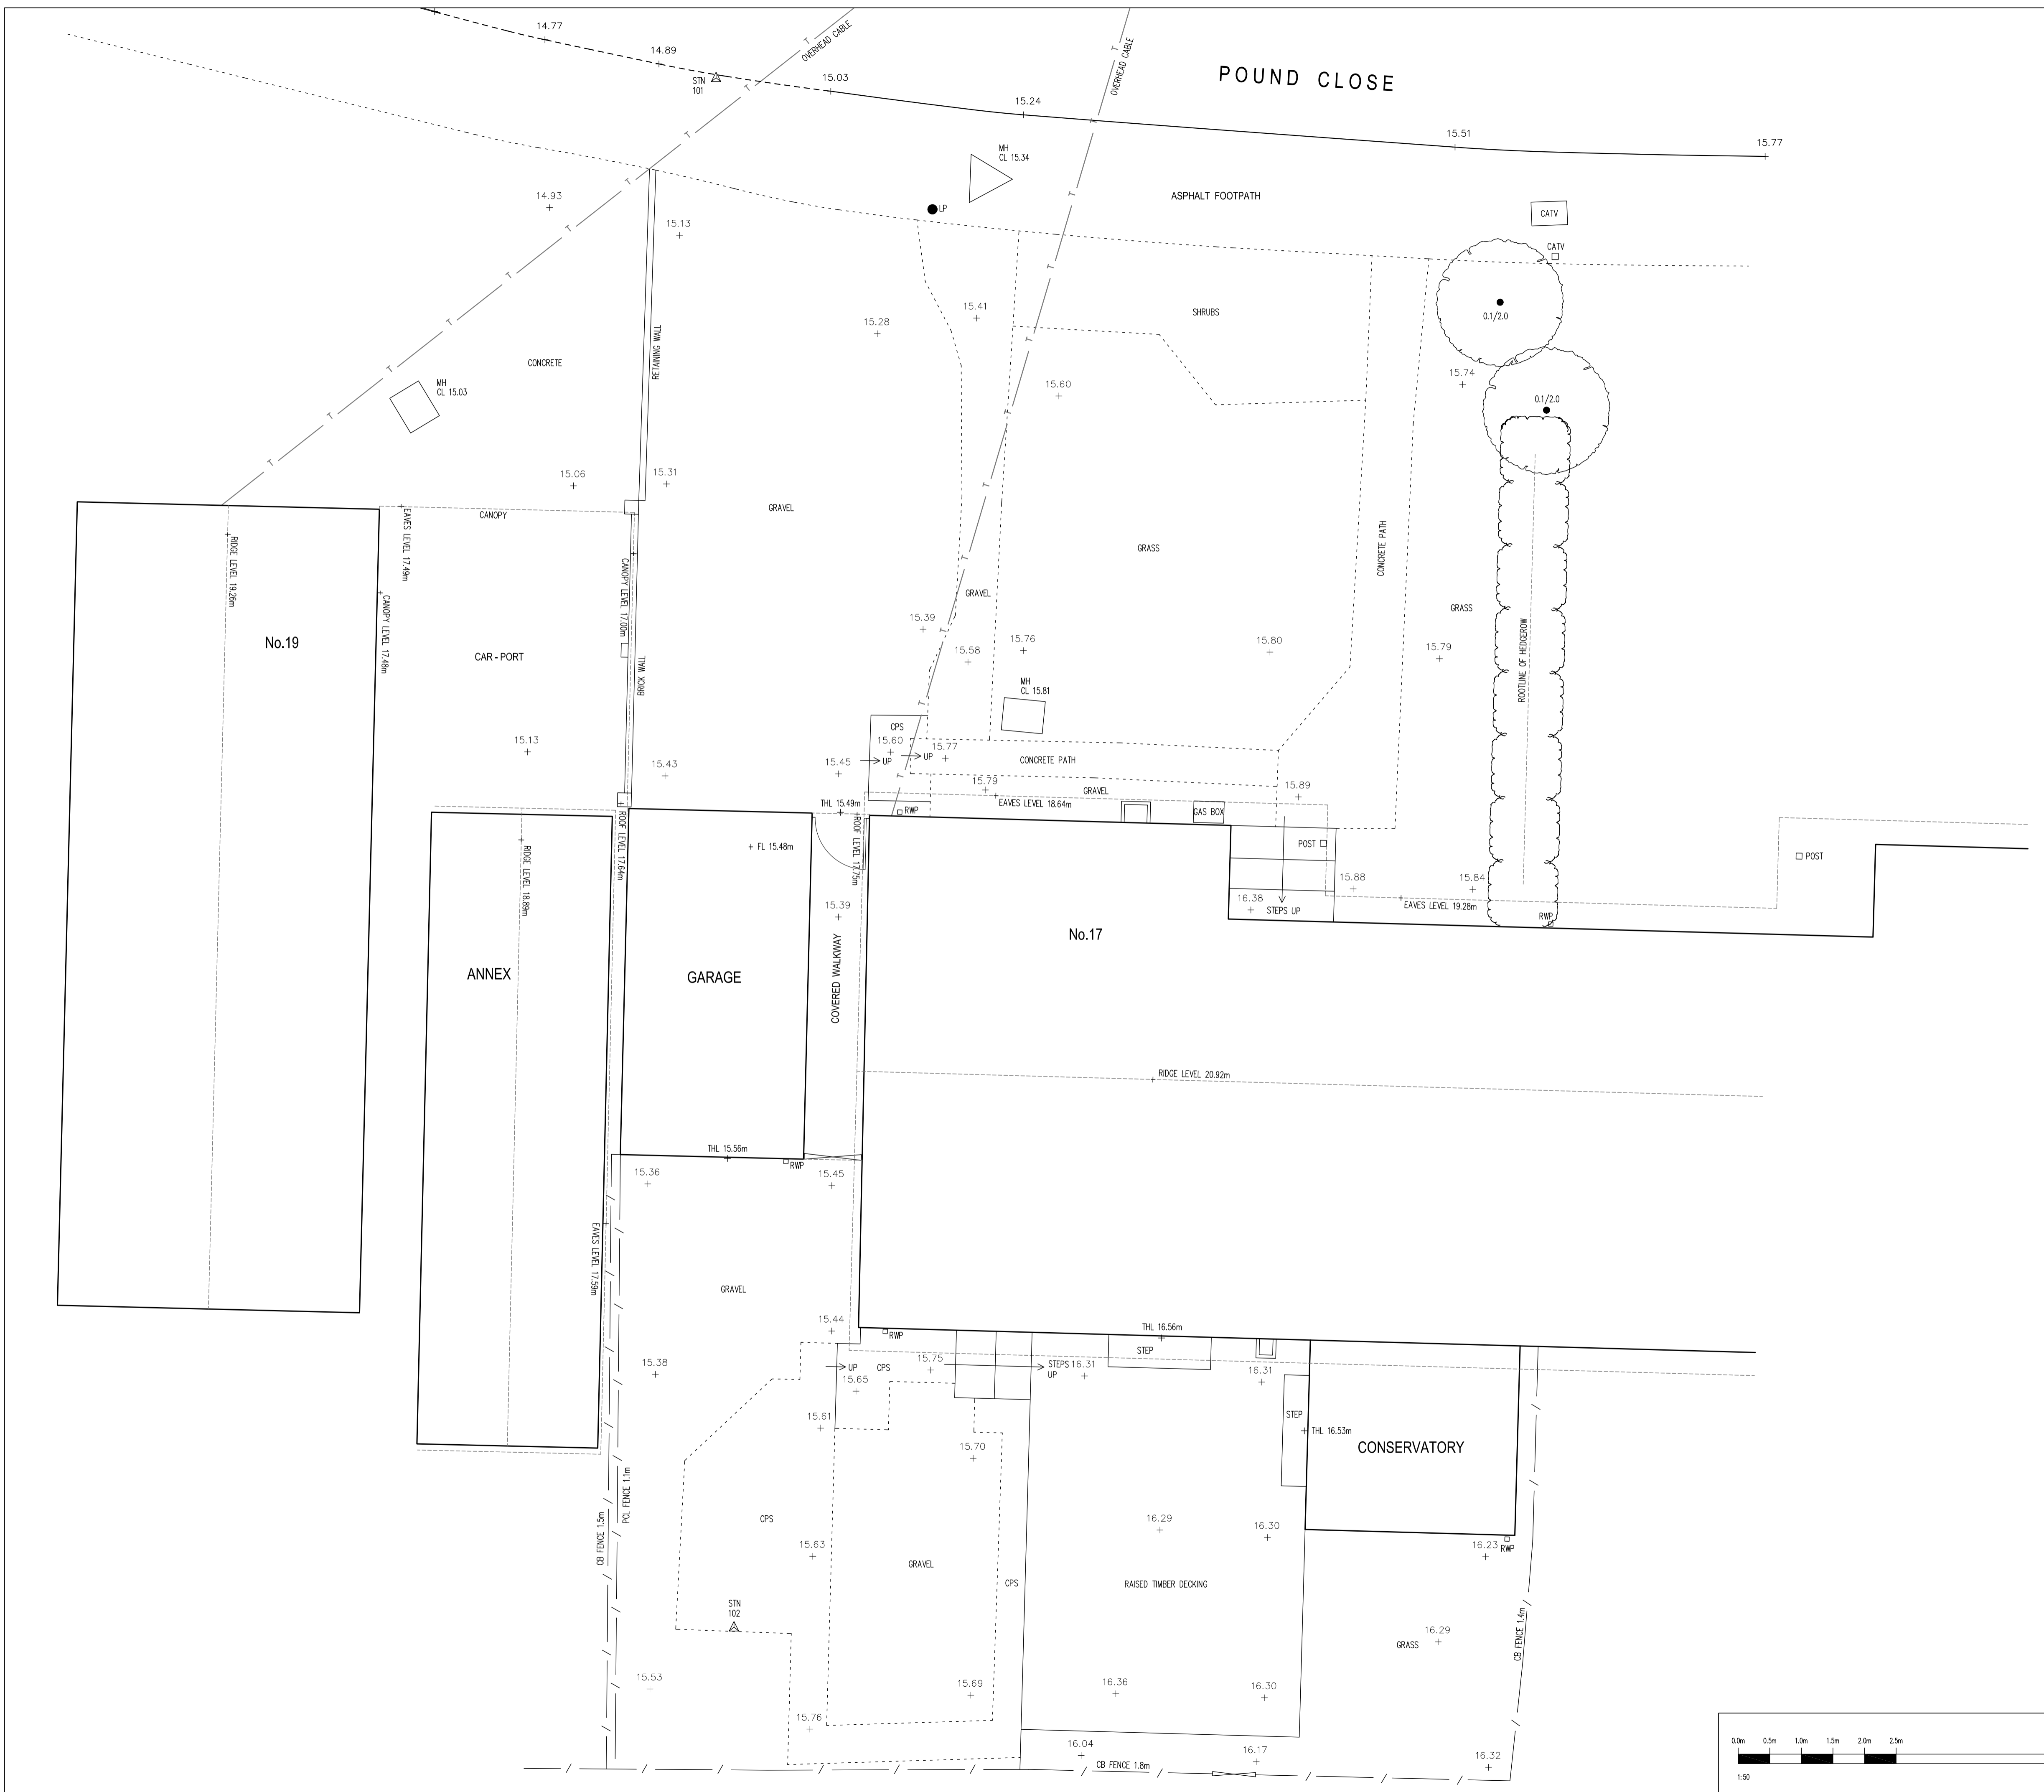 14.77
OVERHEAD CABLE
OVERHEAD CABLE
14.89
STN
101
15.03
POUND CLOSE
15.24
15.51
15.77
MH
CL 15.34
ASPHALT FOOTPATH
14.93
LP
CATV
15.13
CATV
15.41
SHRUBS
0.1/2.0
15.28
RETAINING WALL
CONCRETE
15.74
MH
CL 15.03
15.60
0.1/2.0
15.06
15.31
GRAVEL
CANOPY
EAVES LEVEL 17.49m
RIDGE LEVEL 19.26m
CANOPY LEVEL 17.00m
GRASS
CONCRETE PATH
CANOPY LEVEL 17.48m
GRAVEL
GRASS
No.19
15.39
15.76
15.80
15.79
15.58
CAR - PORT
BRICK WALL
ROOTLINE OF HEDGEROW
MH
CL 15.81
CPS
15.13
15.60
15.77
UP
UP
CONCRETE PATH
15.43
15.45
15.79
15.89
GRAVEL
THL 15.49m
EAVES LEVEL 18.64m
RWP
GAS BOX
ROOF LEVEL 17.64m
ROOF LEVEL 17.75m
FL 15.48m
POST
POST
RIDGE LEVEL 18.89m
15.88
15.84
16.38
STEPS UP
EAVES LEVEL 19.28m
RWP
15.39
No.17
ANNEX
GARAGE
COVERED WALKWAY
RIDGE LEVEL 20.92m
THL 15.56m
RWP
15.36
15.45
EAVES LEVEL 17.59m
GRAVEL
15.44
RWP
THL 16.56m
STEP
15.38
UP
CPS
15.75
STEPS
UP
16.31
16.31
15.65
15.61
STEP
THL 16.53m
15.70
CONSERVATORY
PCL FENCE 1.1m
CB FENCE 1.5m
CPS
16.29
16.30
15.63
16.23
RWP
GRAVEL
CPS
RAISED TIMBER DECKING
STN
102
CB FENCE 1.4m
16.29
GRASS
15.53
15.69
16.36
16.30
15.76
16.04
16.17
16.32
CB FENCE 1.8m
0.0m 0.5m 1.0m 1.5m 2.0m 2.5m
1:50